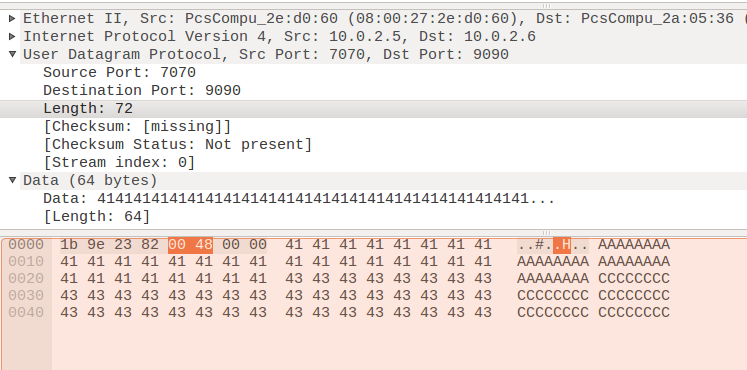 Ethernet II, Src: PcsCompu_2e:d0:60 (08:00:27:2e:d0:60), Dst: PcsCompu_2a:05:36 (
Internet Protocol Version 4, Src: 10.0.2.5, Dst: 10.0.2.6
User Datagram Protocol, Src Port: 7070, Dst Port: 9090
Source Port: 7070
Destination Port: 9090
Length: 72
[Checksum: [missing]]
[Checksum Status: Not present]
[Stream index: 0]
Data (64 bytes)
Data: 414141414141414141414141414141414141414141414141...
[Length: 64]
0000 1b 9e 23 82 00 48 00 00 41 41 41 41 41 41 41 41 ..#..H.. AAAAAAAA
0010 41 41 41 41 41 41 41 41 41 41 41 41 41 41 41 41 AAAAAAAA AAAAAAAA
0020 41 41 41 41 41 41 41 41 43 43 43 43 43 43 43 43 AAAAAAAA CCCCCCCC
0030 43 43 43 43 43 43 43 43 43 43 43 43 43 43 43 43 CCCCCCCC CCCCCCCC
0040 43 43 43 43 43 43 43 43 43 43 43 43 43 43 43 43 CCCCCCCC CCCCCCCC